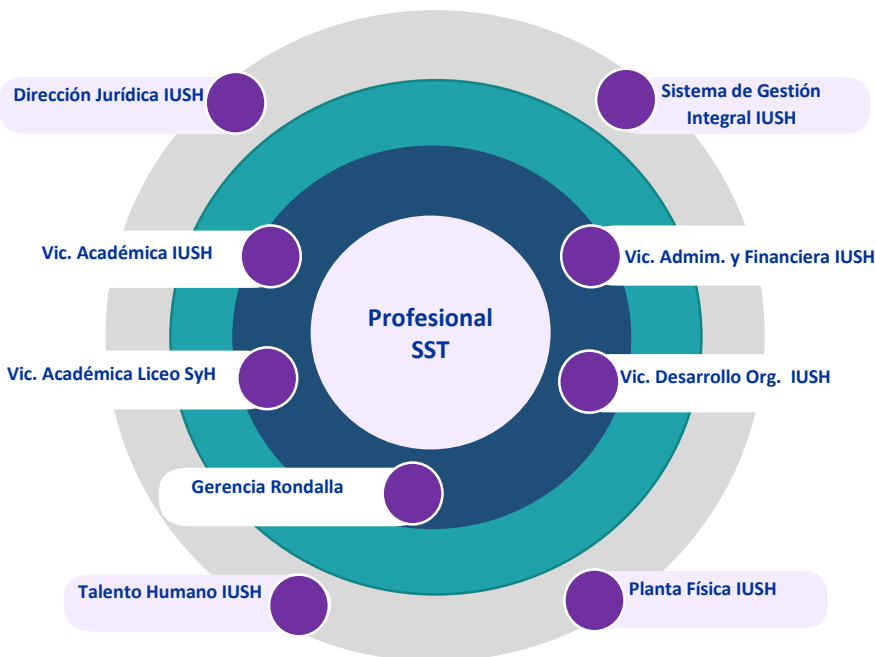 Dirección Jurídica IUSH
Sistema de Gestión
Integral IUSH
Vic. Académica IUSH
Vic. Admim. y Financiera IUSH
Profesional
SST
Vic. Académica Liceo SyH
Vic. Desarrollo Org. IUSH
Gerencia Rondalla
Talento Humano IUSH
Planta Física IUSH